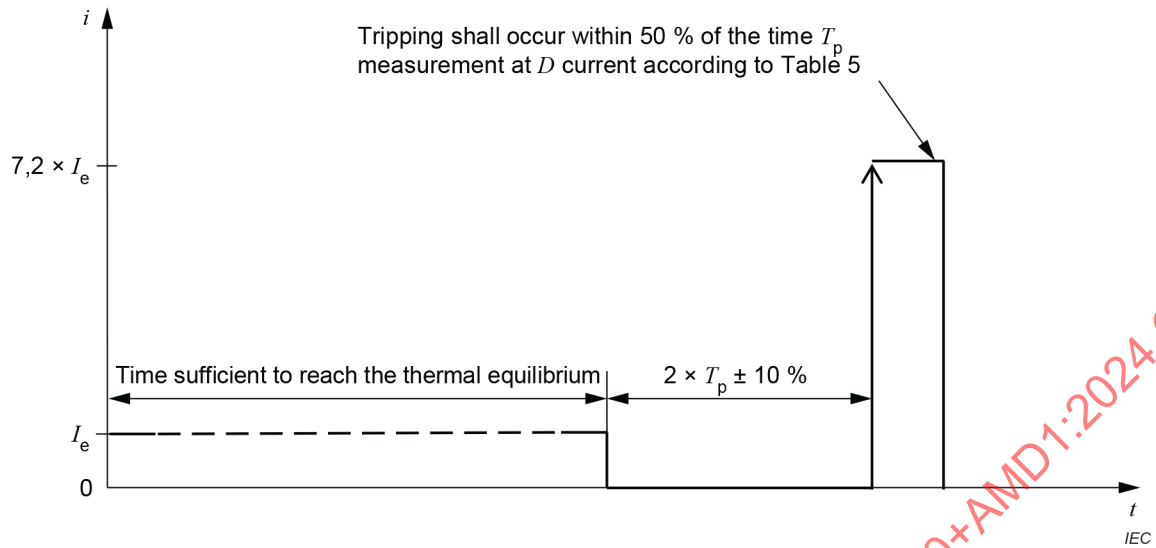 i
Tripping shall occur within 50 % of the time Tp
measurement at D current according to Table 5
7,2 × Ie
Time sufficient to reach the thermal equilibrium
2 × Tp ± 10 %
Ie
0
t
IEC
+AMD1:2024